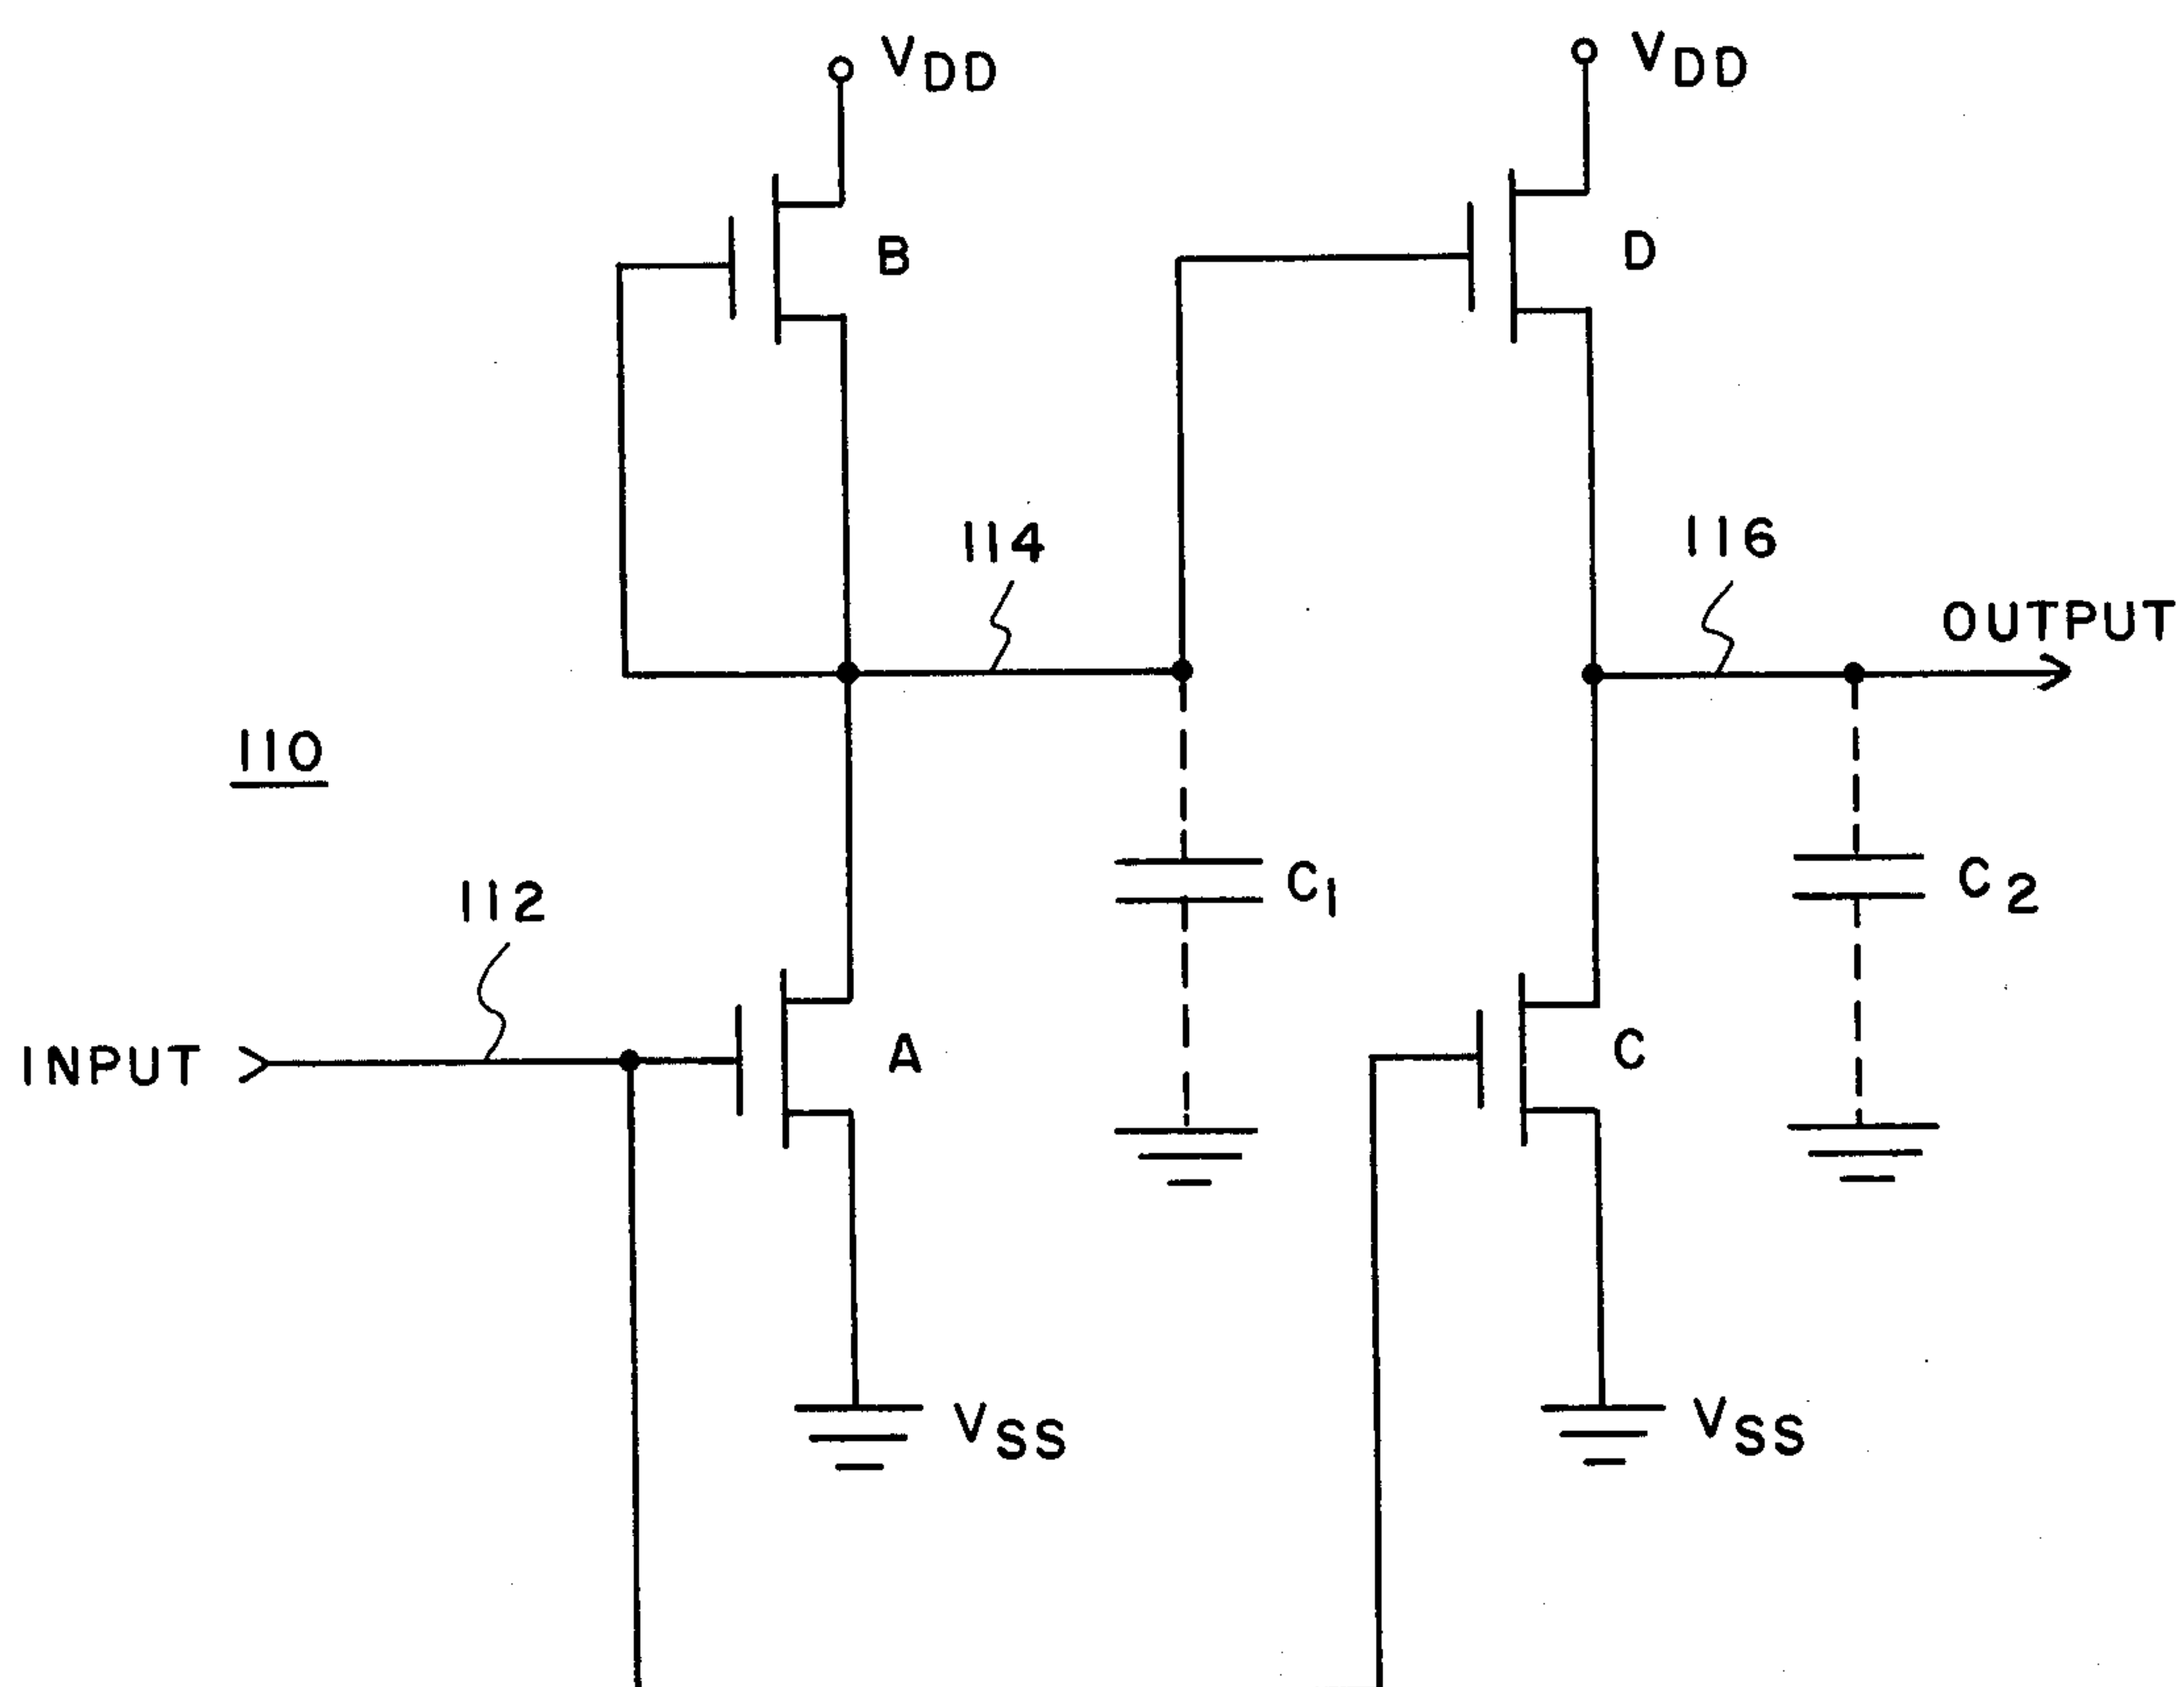 VDD
VDD
B
D
114
116
OUTPUT
110
C1
C2
112
INPUT
A
C
VSS
VSS